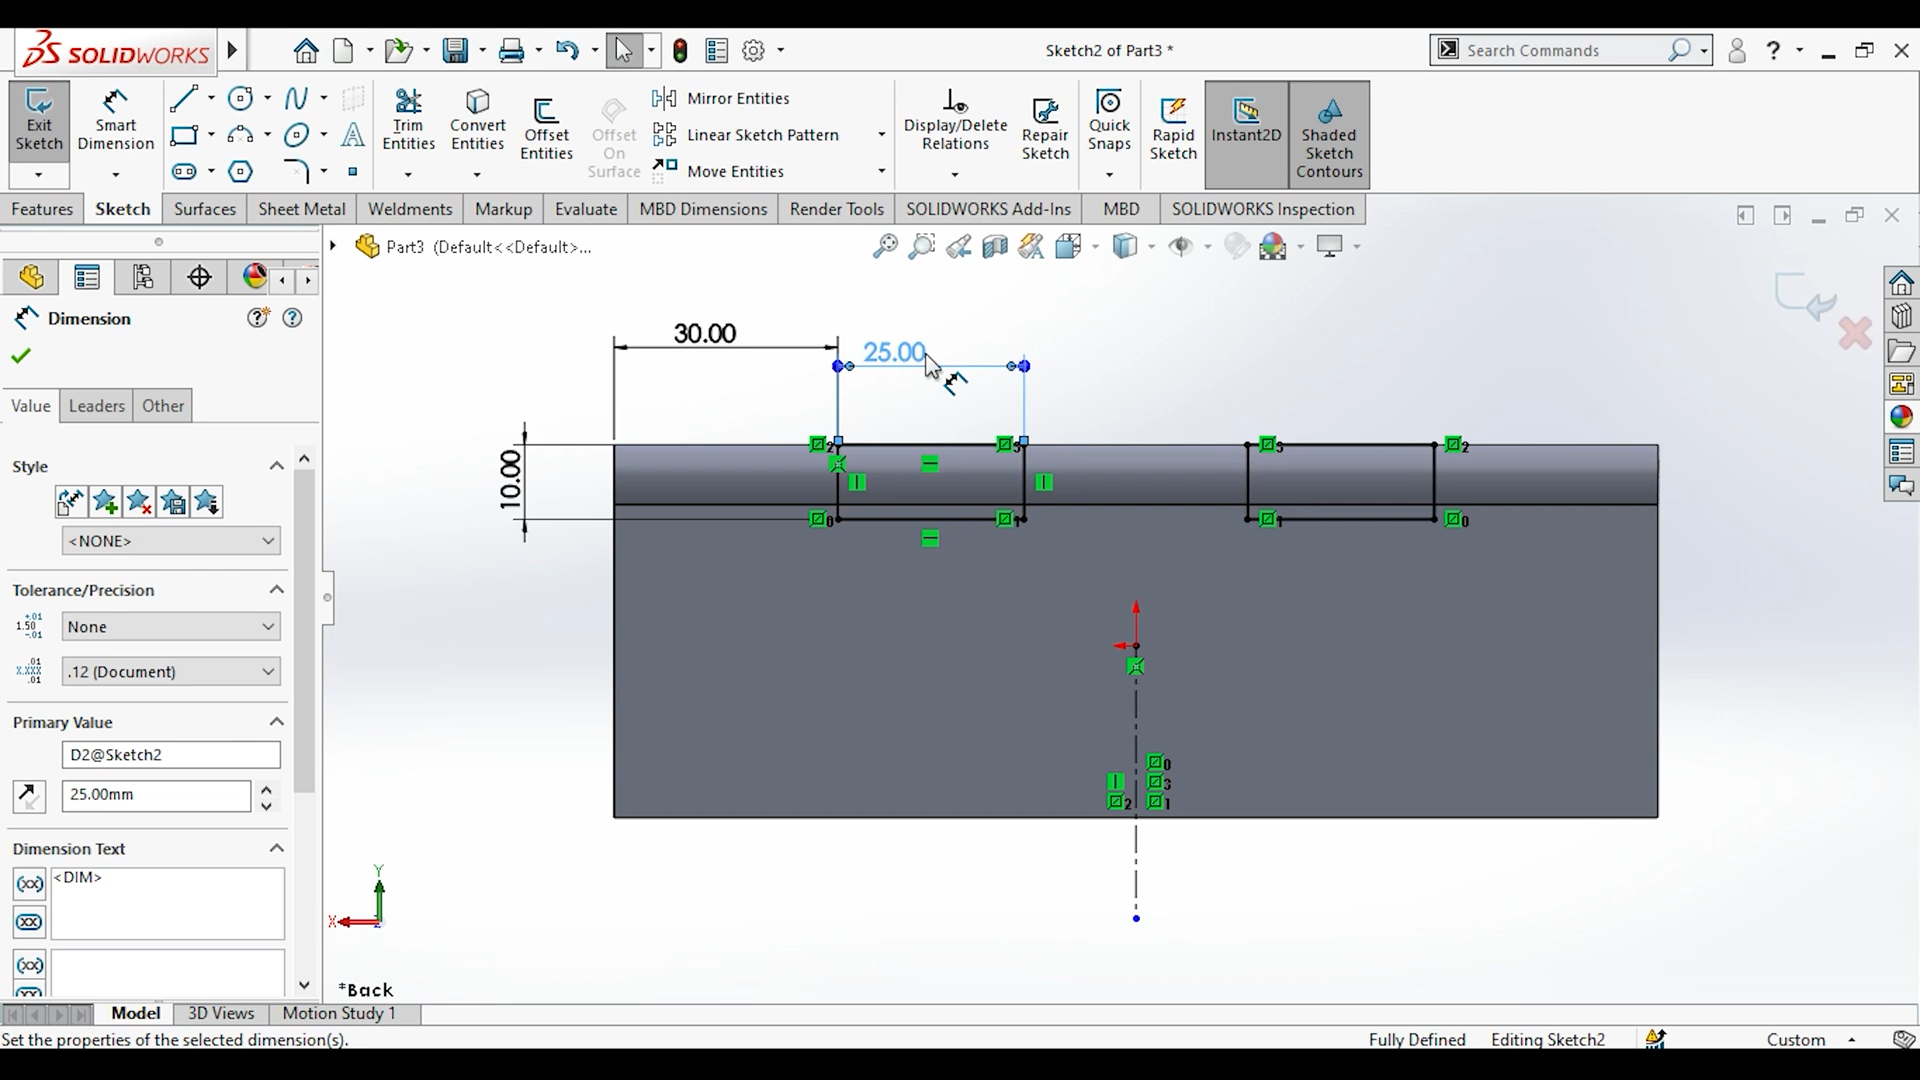 SOLIDWORKS
Sketch2 of Part3 *
Search Commands
Exit Sketch
Smart Dimension
Trim Entities
Convert Entities
Offset Entities
Offset On Surface
Mirror Entities
Linear Sketch Pattern
Move Entities
Display/Delete Relations
Repair Sketch
Quick Snaps
Rapid Sketch
Instant2D
Shaded Sketch Contours
Features Sketch Surfaces Sheet Metal Weldments Markup Evaluate MBD Dimensions Render Tools SOLIDWORKS Add-Ins MBD SOLIDWORKS Inspection
Part3 (Default<<Default>...
Dimension
Value Leaders Other
Style
<NONE>
Tolerance/Precision
None
.12 (Document)
Primary Value
D2@Sketch2
25.00mm
Dimension Text
<DIM>
30.00
25.00
10.00
Y
X
*Back
Model 3D Views Motion Study 1
Set the properties of the selected dimension(s).
Fully Defined Editing Sketch2 Custom